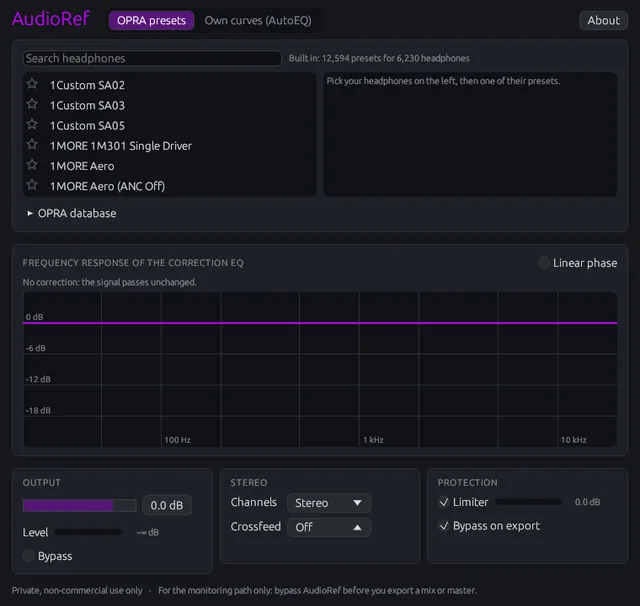 AudioRef OPRA presets Own curves (AutoEQ) About
Search headphones Built in: 12,594 presets for 6,230 headphones
1Custom SA02 Pick your headphones on the left, then one of their presets.
1Custom SA03
1Custom SA05
1MORE 1M301 Single Driver
1MORE Aero
1MORE Aero (ANC Off)
OPRA database
FREQUENCY RESPONSE OF THE CORRECTION EQ Linear phase
No correction: the signal passes unchanged.
0 dB
-6 dB
-12 dB
-18 dB
100 Hz 1 kHz 10 kHz
OUTPUT STEREO PROTECTION
0.0 dB Channels Stereo Limiter 0.0 dB
Level -∞ dB Crossfeed Off Bypass on export
Bypass
Private, non-commercial use only · For the monitoring path only: bypass AudioRef before you export a mix or master.